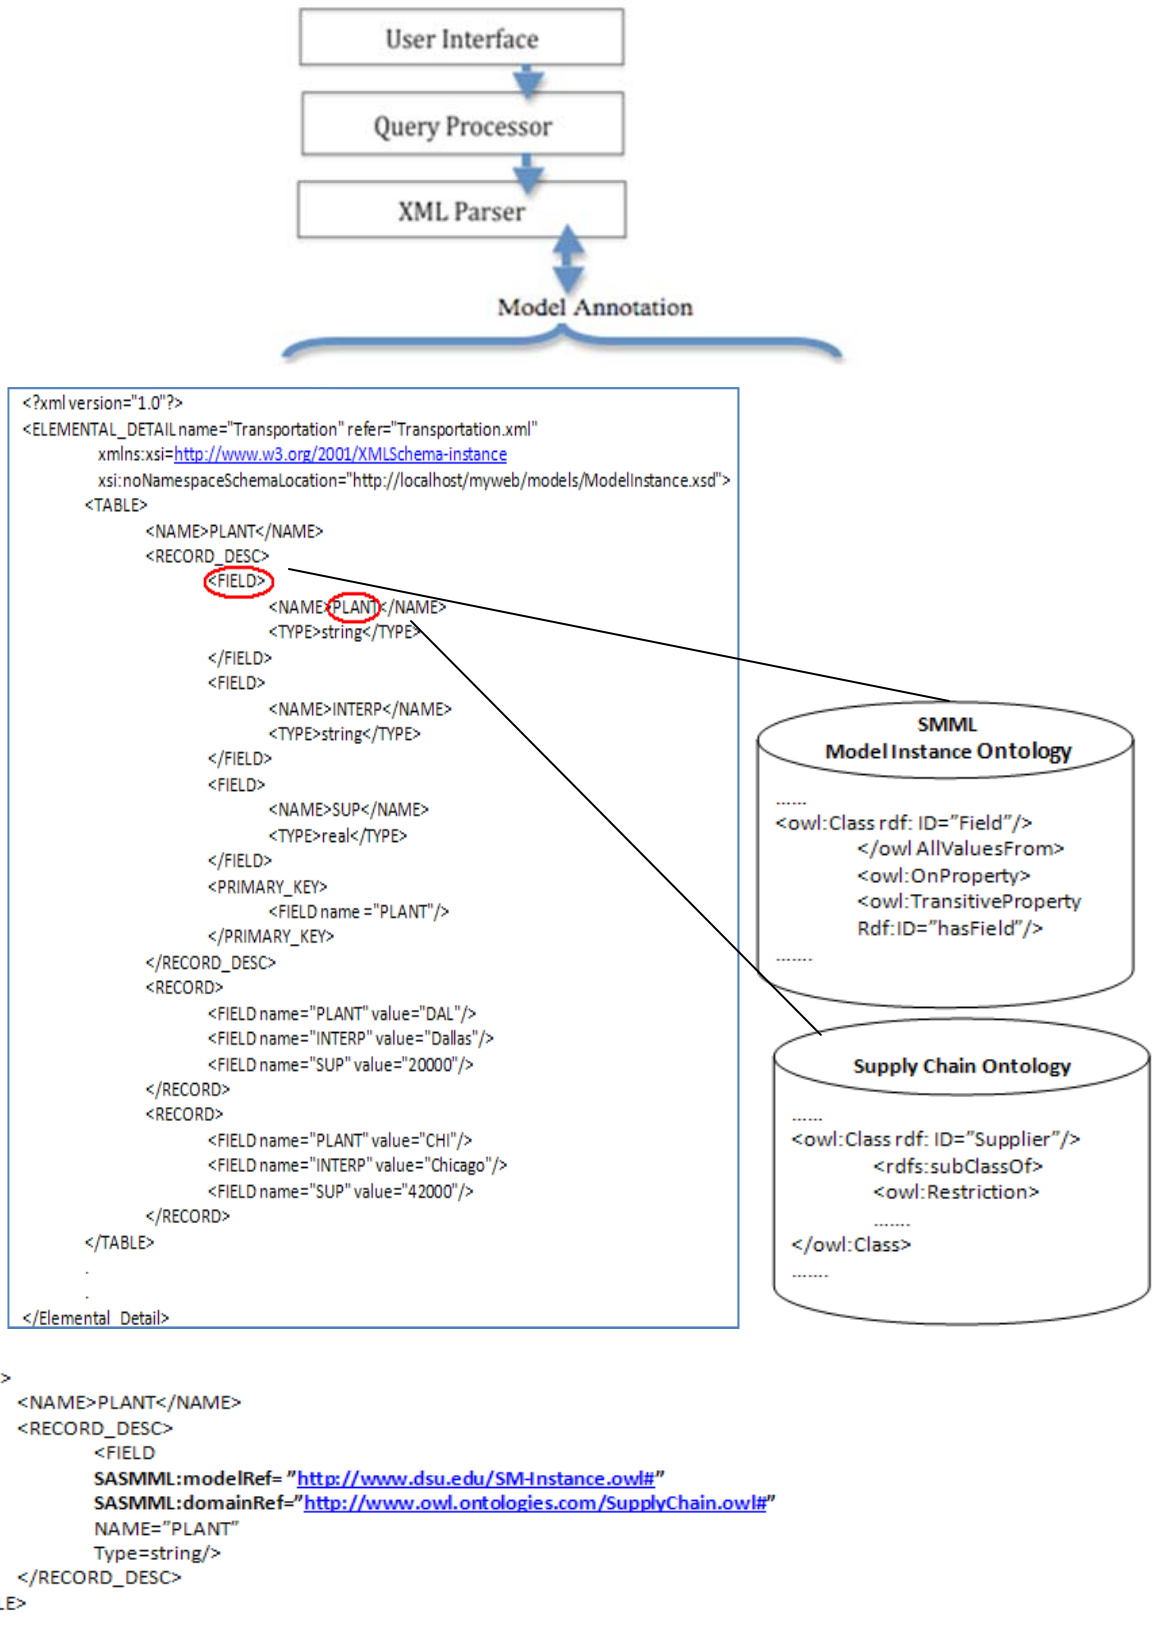 User Interface
Query Processor
XML Parser
Model Annotation
<?xml version="1.0"?>
<ELEMENTAL_DETAIL name="Transportation" refer="Transportation.xml"
xmlns:xsi=http://www.w3.org/2001/XMLSchema-instance
xsi:noNamespaceSchemaLocation="http://localhost/myweb/models/ModelInstance.xsd">
<TABLE>
<NAME>PLANT</NAME>
<RECORD_DESC>
<FIELD>
<NAME>PLANT</NAME>
<TYPE>string</TYPE>
</FIELD>
<FIELD>
<NAME>INTERP</NAME>
<TYPE>string</TYPE>
</FIELD>
<FIELD>
<NAME>SUP</NAME>
<TYPE>real</TYPE>
</FIELD>
<PRIMARY_KEY>
<FIELD name ="PLANT"/>
</PRIMARY_KEY>
</RECORD_DESC>
<RECORD>
<FIELD name="PLANT" value="DAL"/>
<FIELD name="INTERP" value="Dallas"/>
<FIELD name="SUP" value="20000"/>
</RECORD>
<RECORD>
<FIELD name="PLANT" value="CHI"/>
<FIELD name="INTERP" value="Chicago"/>
<FIELD name="SUP" value="42000"/>
</RECORD>
</TABLE>
.
.
</Elemental_Detail>
SMML
Model Instance Ontology
......
<owl:Class rdf: ID=”Field”/>
</owl AllValuesFrom>
<owl:OnProperty>
<owl:TransitiveProperty
Rdf:ID=”hasField”/>
.......
Supply Chain Ontology
......
<owl:Class rdf: ID=”Supplier”/>
<rdfs:subClassOf>
<owl:Restriction>
.......
</owl:Class>
.......
>
<NAME>PLANT</NAME>
<RECORD_DESC>
<FIELD
SASMML:modelRef= ”http://www.dsu.edu/SM-Instance.owl#”
SASMML:domainRef=”http://www.owl.ontologies.com/SupplyChain.owl#”
NAME=”PLANT”
Type=string/>
</RECORD_DESC>
LE>